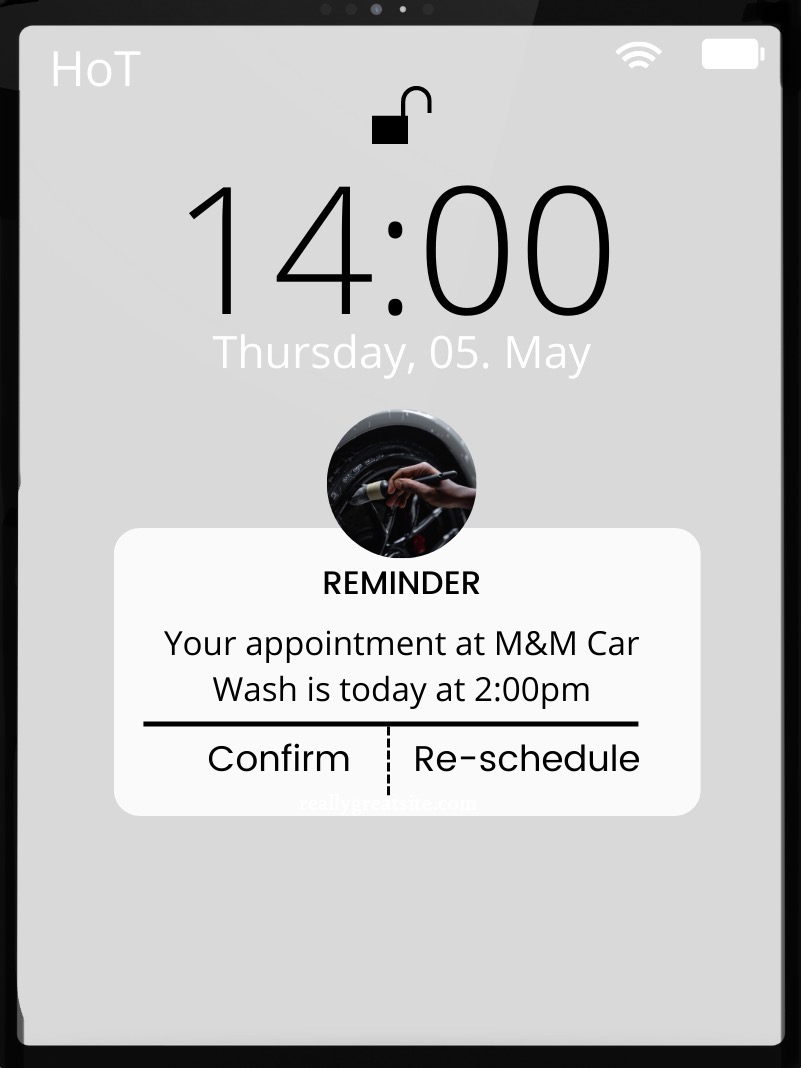 HoT
14:00
Thursday, 05. May
REMINDER
Your appointment at M&M Car
Wash is today at 2:00pm
Confirm
Re-schedule
reallygreatsite.com